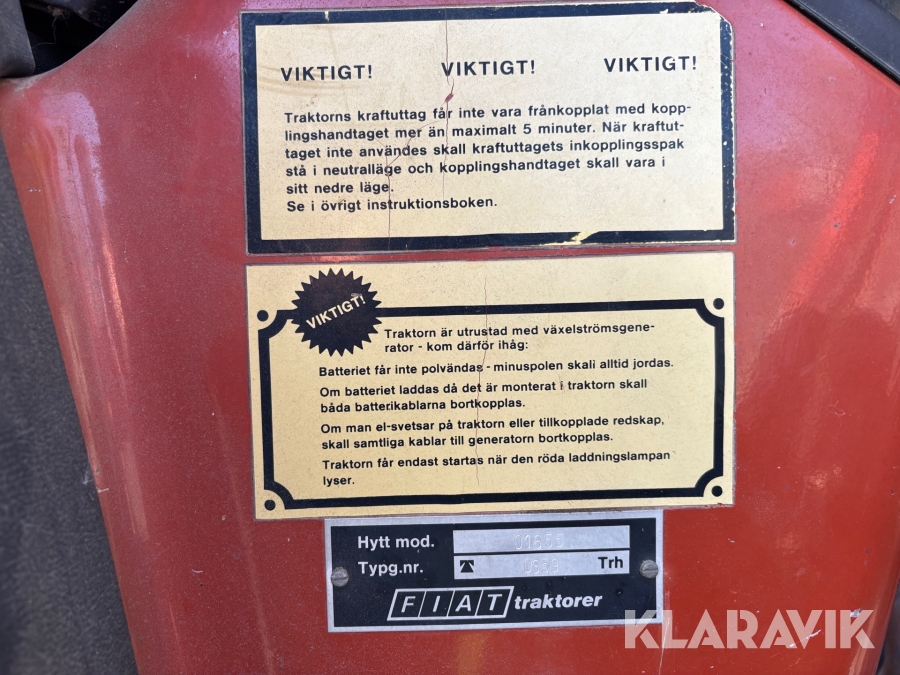 VIKTIGT! VIKTIGT! VIKTIGT!
Traktorns kraftuttag får inte vara frånkopplat med kopp-
lingshandtaget mer än maximalt 5 minuter. När kraftut-
taget inte användes skall kraftuttagets inkopplingsspak
stå i neutralläge och kopplingshandtaget skall vara i
sitt nedre läge.
Se i övrigt instruktionsboken.
VIKTIGT!
Traktorn är utrustad med växelströmsgene-
rator - kom därför ihåg:
Batteriet får inte polvändas - minuspolen skall alltid jordas.
Om batteriet laddas då det är monterat i traktorn skall
båda batterikablarna bortkopplas.
Om man el-svetsar på traktorn eller tillkopplade redskap,
skall samtliga kablar till generatorn bortkopplas.
Traktorn får endast startas när den röda laddningslampan
lyser.
Hytt mod.
Typg.nr. Trh
FIAT traktorer
KLARAVIK